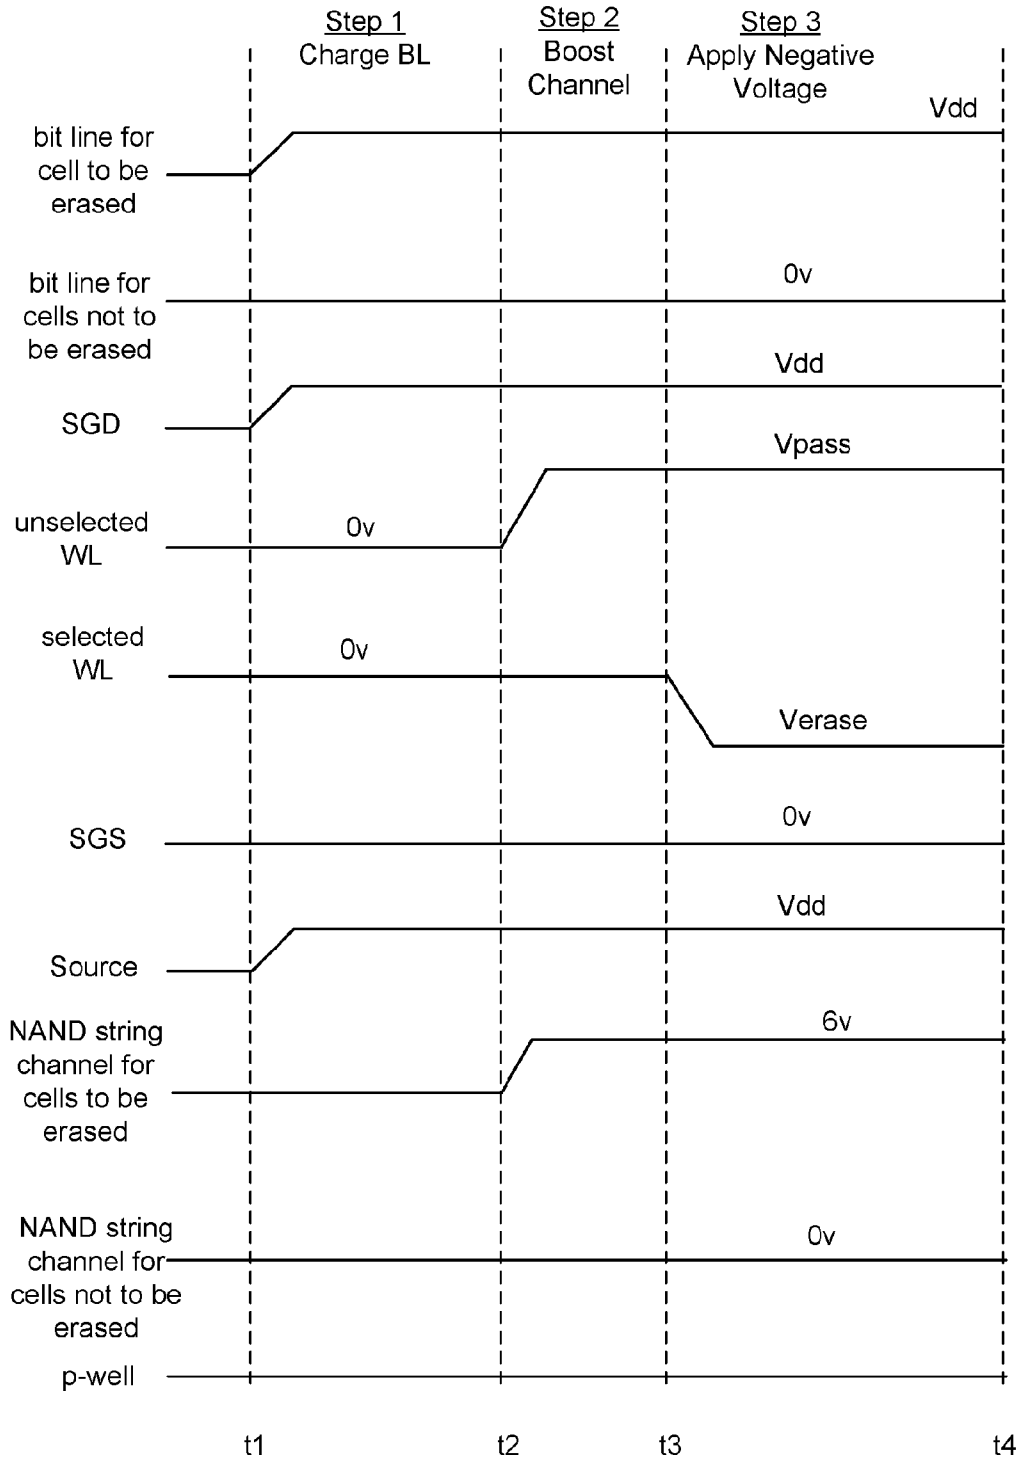 Step 1
Charge BL
Step 2
Boost
Channel
Step 3
Apply Negative
Voltage
Vdd
bit line for
cell to be
erased
0v
bit line for
cells not to
be erased
Vdd
SGD
Vpass
unselected
WL
0v
selected
WL
0v
Verase
0v
SGS
Vdd
Source
6v
NAND string
channel for
cells to be
erased
0v
NAND string
channel for
cells not to be
erased
p-well
t1
t2
t3
t4